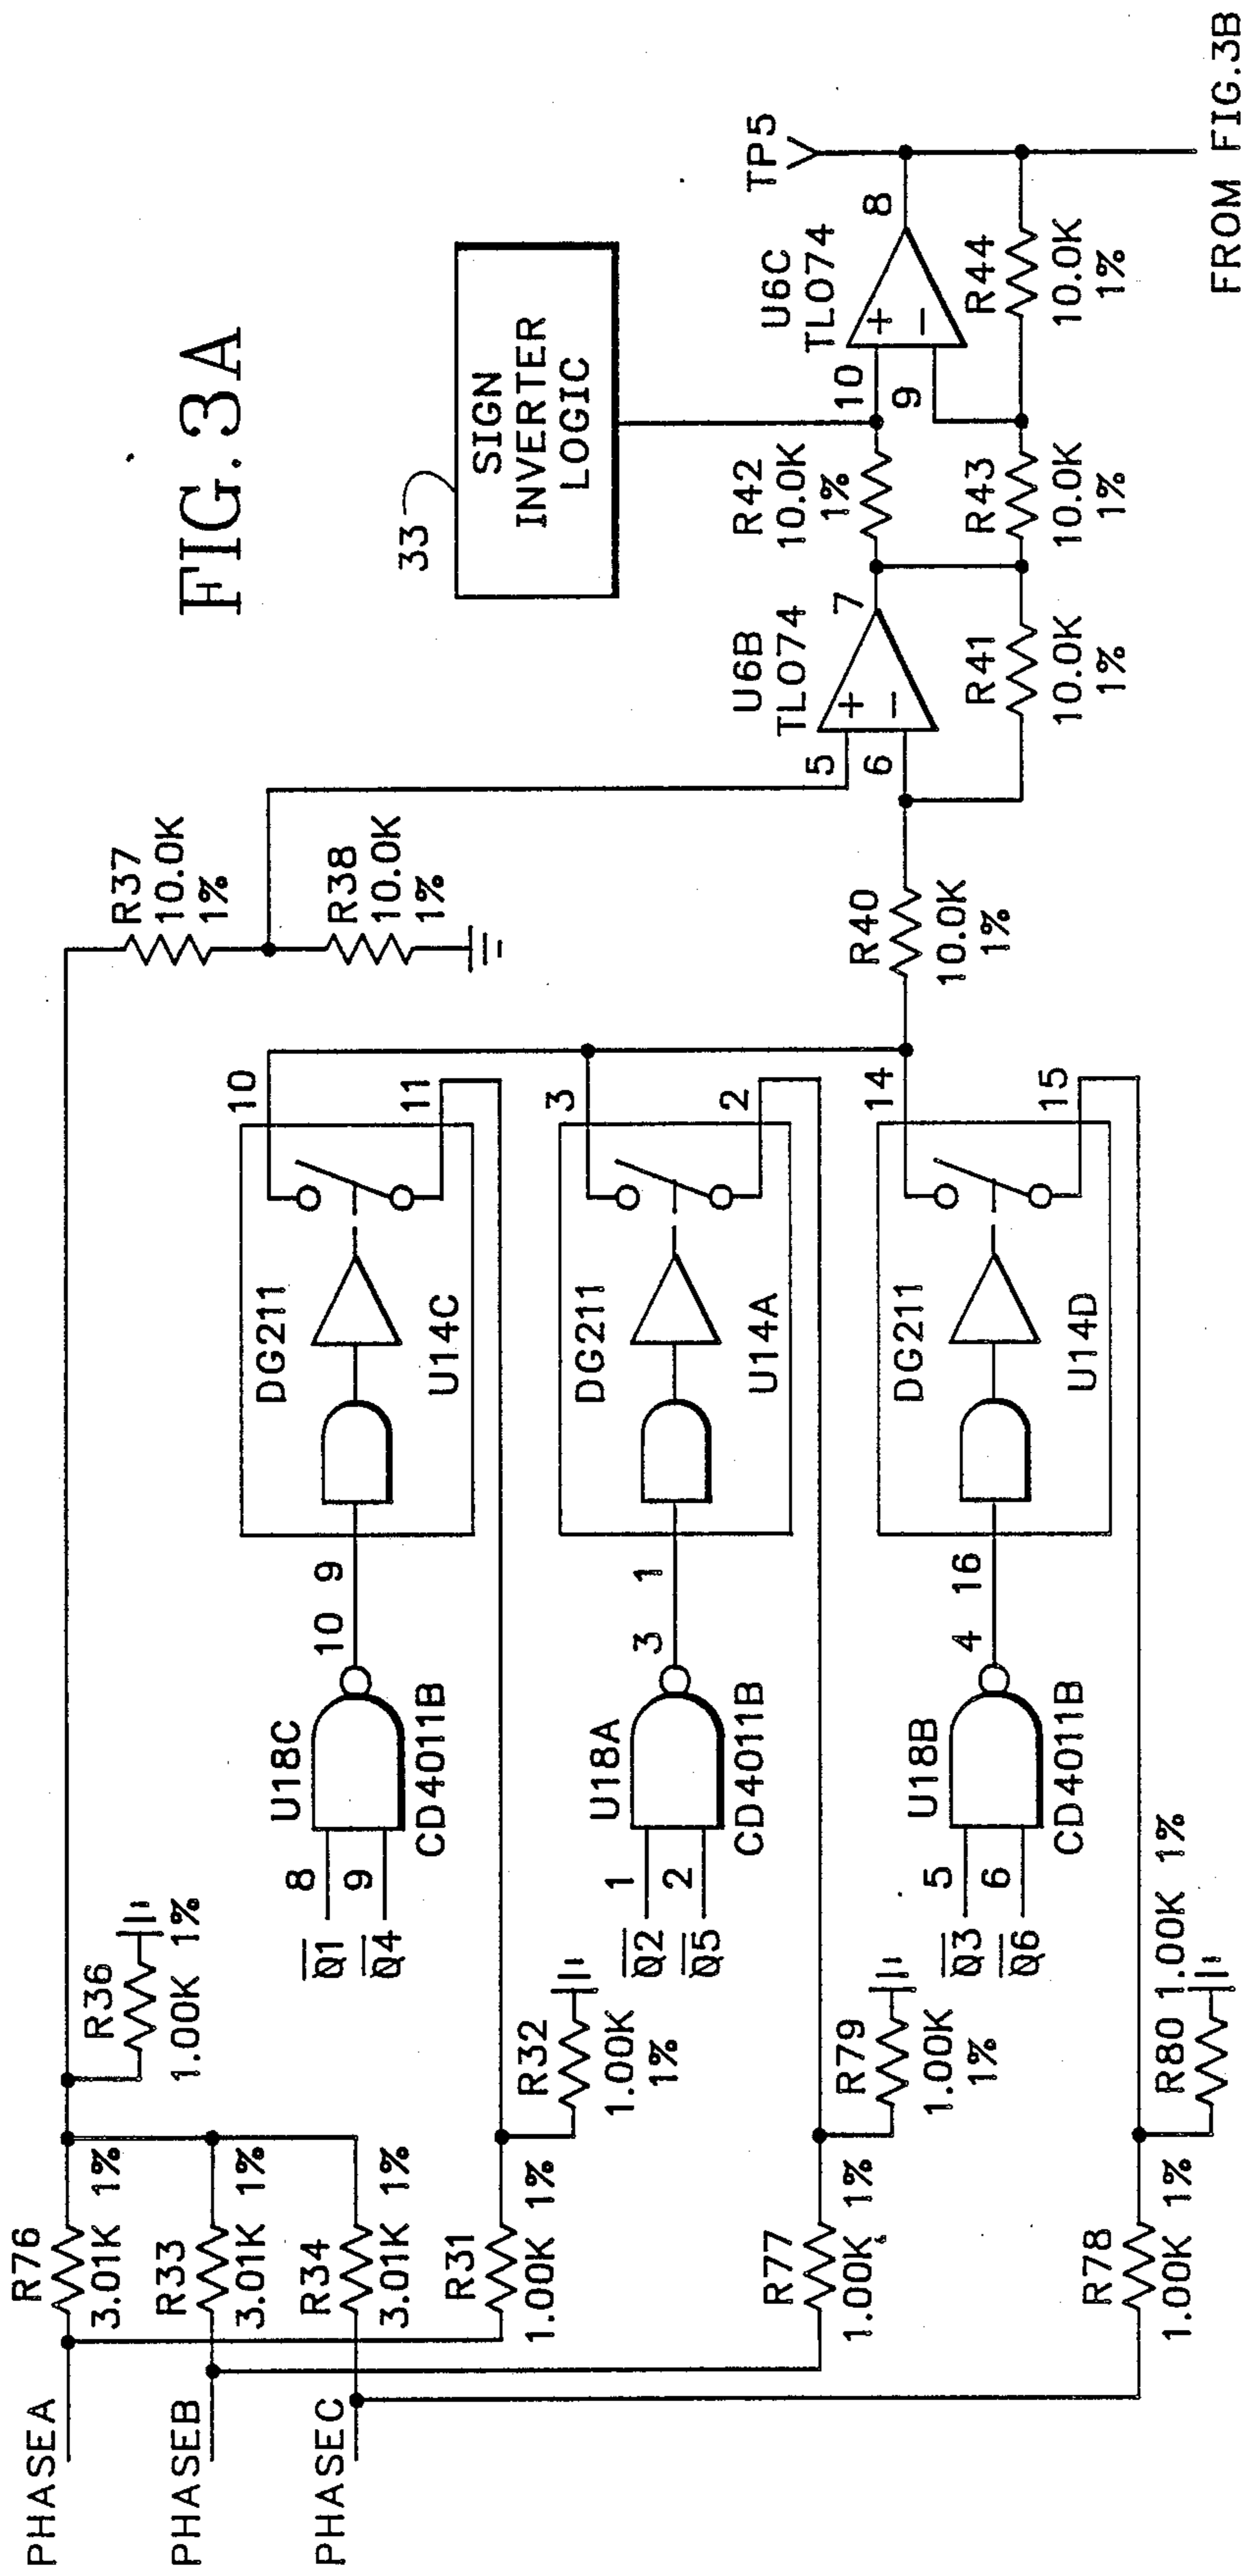 FIG. 3A
PHASEA
PHASEB
PHASEC
R76
3.01K 1%
R33
3.01K 1%
R34
3.01K 1%
R31
1.00K 1%
R77
1.00K 1%
R78
1.00K 1%
R36
1.00K 1%
R32
1.00K
1%
R79
1.00K
1%
R80 1.00K 1%
Q̅1̅
Q̅4̅
8
9
U18C
CD4011B
10
9
DG211
U14C
10
11
Q̅2̅
Q̅5̅
1
2
U18A
CD4011B
3
1
DG211
U14A
3
2
Q̅3̅
Q̅6̅
5
6
U18B
CD4011B
4
16
DG211
U14D
14
15
R37
10.0K
1%
R38
10.0K
1%
R40
10.0K
1%
5
6
+
−
U6B
TL074
7
R41
10.0K
1%
R42
10.0K
1%
R43
10.0K
1%
33
SIGN
INVERTER
LOGIC
10
9
+
−
U6C
TL074
8
R44
10.0K
1%
TP5
FROM FIG.3B